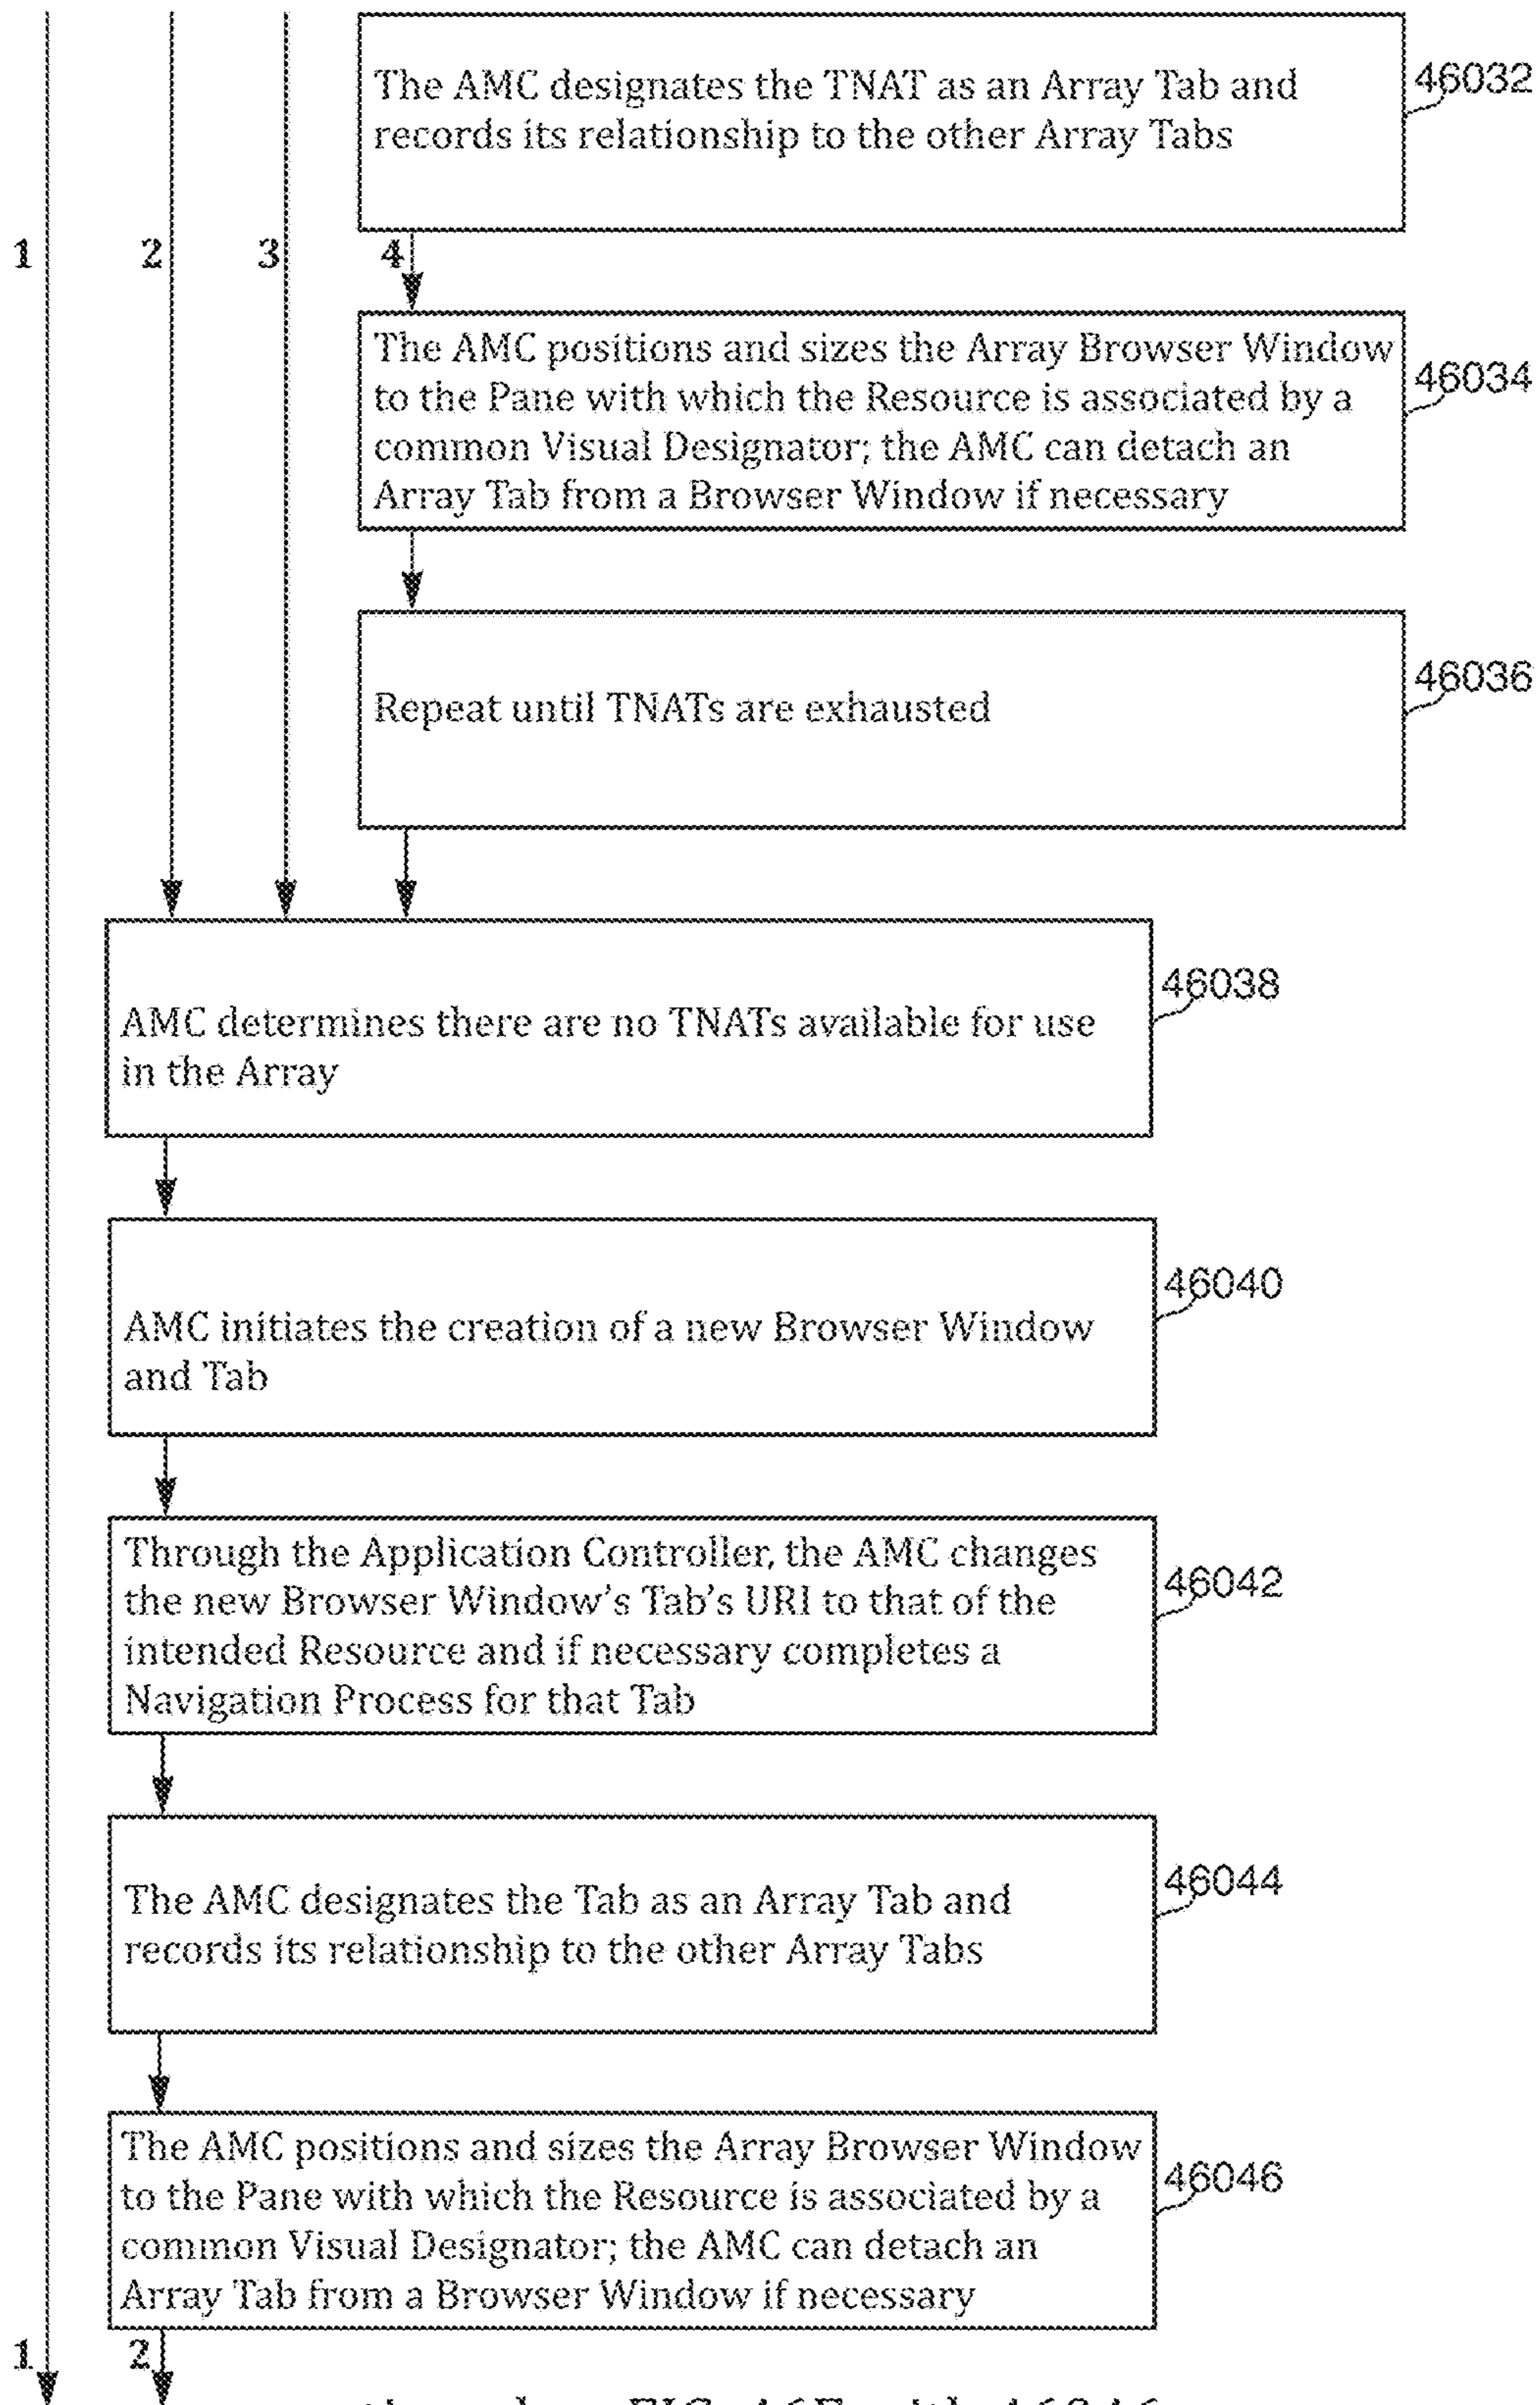 The AMC designates the TNAT as an Array Tab and
records its relationship to the other Array Tabs
46032
1
2
3
4
The AMC positions and sizes the Array Browser Window
to the Pane with which the Resource is associated by a
common Visual Designator; the AMC can detach an
Array Tab from a Browser Window if necessary
46034
Repeat until TNATs are exhausted
46036
AMC determines there are no TNATs available for use
in the Array
46038
AMC initiates the creation of a new Browser Window
and Tab
46040
Through the Application Controller, the AMC changes
the new Browser Window's Tab's URI to that of the
intended Resource and if necessary completes a
Navigation Process for that Tab
46042
The AMC designates the Tab as an Array Tab and
records its relationship to the other Array Tabs
46044
The AMC positions and sizes the Array Browser Window
to the Pane with which the Resource is associated by a
common Visual Designator; the AMC can detach an
Array Tab from a Browser Window if necessary
46046
1
2